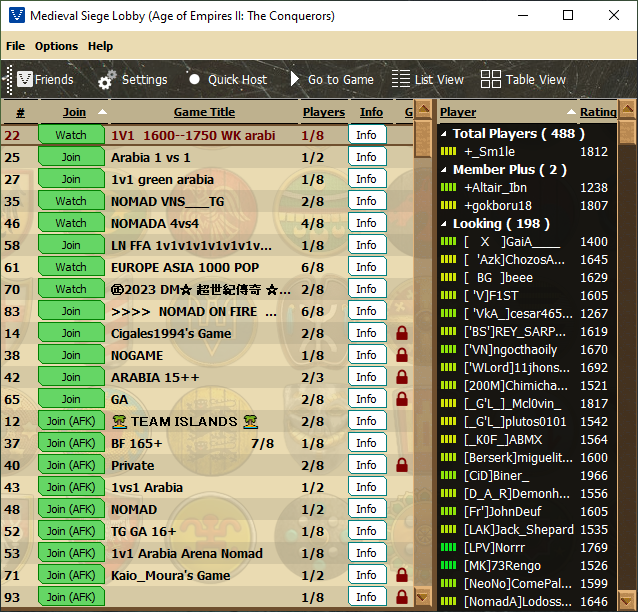 Medieval Siege Lobby (Age of Empires II: The Conquerors)
File Options Help
Friends Settings Quick Host Go to Game List View Table View
# Join Game Title Players Info G
22 Watch 1V1 1600--1750 WK arabi 1/8 Info
25 Join Arabia 1 vs 1 1/2 Info
27 Join 1v1 green arabia 1/8 Info
35 Watch NOMAD VNS___TG 2/8 Info
46 Watch NOMADA 4vs4 4/8 Info
58 Join LN FFA 1v1v1v1v1v1v1v... 1/8 Info
61 Watch EUROPE ASIA 1000 POP 6/8 Info
70 Watch 2023 DM☆ 超世紀傳奇 ☆... 2/8 Info
83 Join >>>> NOMAD ON FIRE ... 6/8 Info
14 Join Cigales1994's Game 2/8 Info
38 Join NOGAME 1/8 Info
42 Join ARABIA 15++ 2/3 Info
65 Join GA 2/8 Info
12 Join (AFK) 🏝 TEAM ISLANDS 🏝 2/8 Info
37 Join (AFK) BF 165+ 7/8 1/8 Info
40 Join (AFK) Private 2/8 Info
43 Join (AFK) 1vs1 Arabia 1/2 Info
48 Join (AFK) NOMAD 1/2 Info
52 Join (AFK) TG GA 16+ 1/8 Info
53 Join (AFK) 1v1 Arabia Arena Nomad 1/8 Info
71 Join (AFK) Kaio_Moura's Game 1/2 Info
93 Join (AFK) 1/8 Info
Player Rating
Total Players ( 488 )
+_Sm1le 1812
Member Plus ( 2 )
+Altair_Ibn 1238
+gokboru18 1807
Looking ( 198 )
[ X ]GaiA____ 1400
[ 'Azk]ChozosA... 1645
[ BG ]beee 1629
[ 'V]F1ST 1605
[ 'VkA_]cesar465... 1267
['BS']REY_SARP... 1619
['VN]ngocthaoily 1670
['WLord]11jhons... 1692
[200M]Chimicha... 1521
[_G'L_]_Mcl0vin_ 1817
[_G'L_]plutos0101 1542
[_K0F_]ABMX 1564
[Berserk]miguelit... 1600
[CiD]Biner_ 1966
[D_A_R]Demonh... 1556
[Fr']JohnDeuf 1605
[LAK]Jack_Shepard 1535
[LPV]Norrr 1769
[MK]73Rengo 1526
[NeoNo]ComePal... 1599
[NomadA]Lodoss... 1646